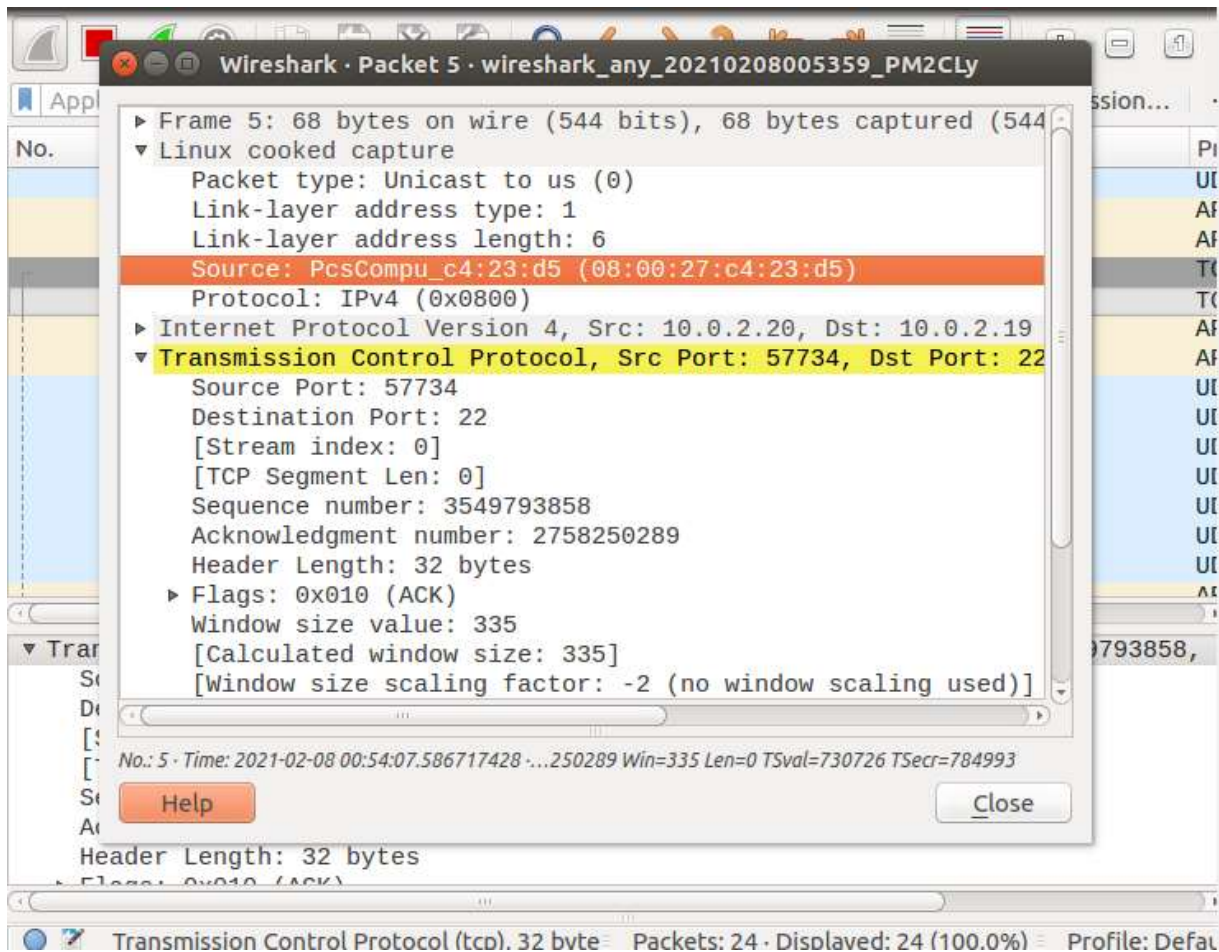 Wireshark · Packet 5 · wireshark_any_20210208005359_PM2CLy
Appl
ssion...
No.
▸ Frame 5: 68 bytes on wire (544 bits), 68 bytes captured (544
▾ Linux cooked capture
Packet type: Unicast to us (0)
Link-layer address type: 1
Link-layer address length: 6
Source: PcsCompu_c4:23:d5 (08:00:27:c4:23:d5)
Protocol: IPv4 (0x0800)
▸ Internet Protocol Version 4, Src: 10.0.2.20, Dst: 10.0.2.19
▾ Transmission Control Protocol, Src Port: 57734, Dst Port: 22
Source Port: 57734
Destination Port: 22
[Stream index: 0]
[TCP Segment Len: 0]
Sequence number: 3549793858
Acknowledgment number: 2758250289
Header Length: 32 bytes
▸ Flags: 0x010 (ACK)
Window size value: 335
[Calculated window size: 335]
[Window size scaling factor: -2 (no window scaling used)]
No.: 5 · Time: 2021-02-08 00:54:07.586717428 ·…250289 Win=335 Len=0 TSval=730726 TSecr=784993
Help
Close
▾ Tran
9793858,
Header Length: 32 bytes
▸ Flags: 0x010 (ACK)
Transmission Control Protocol (tcp), 32 byte
Packets: 24 · Displayed: 24 (100.0%)
Profile: Defau